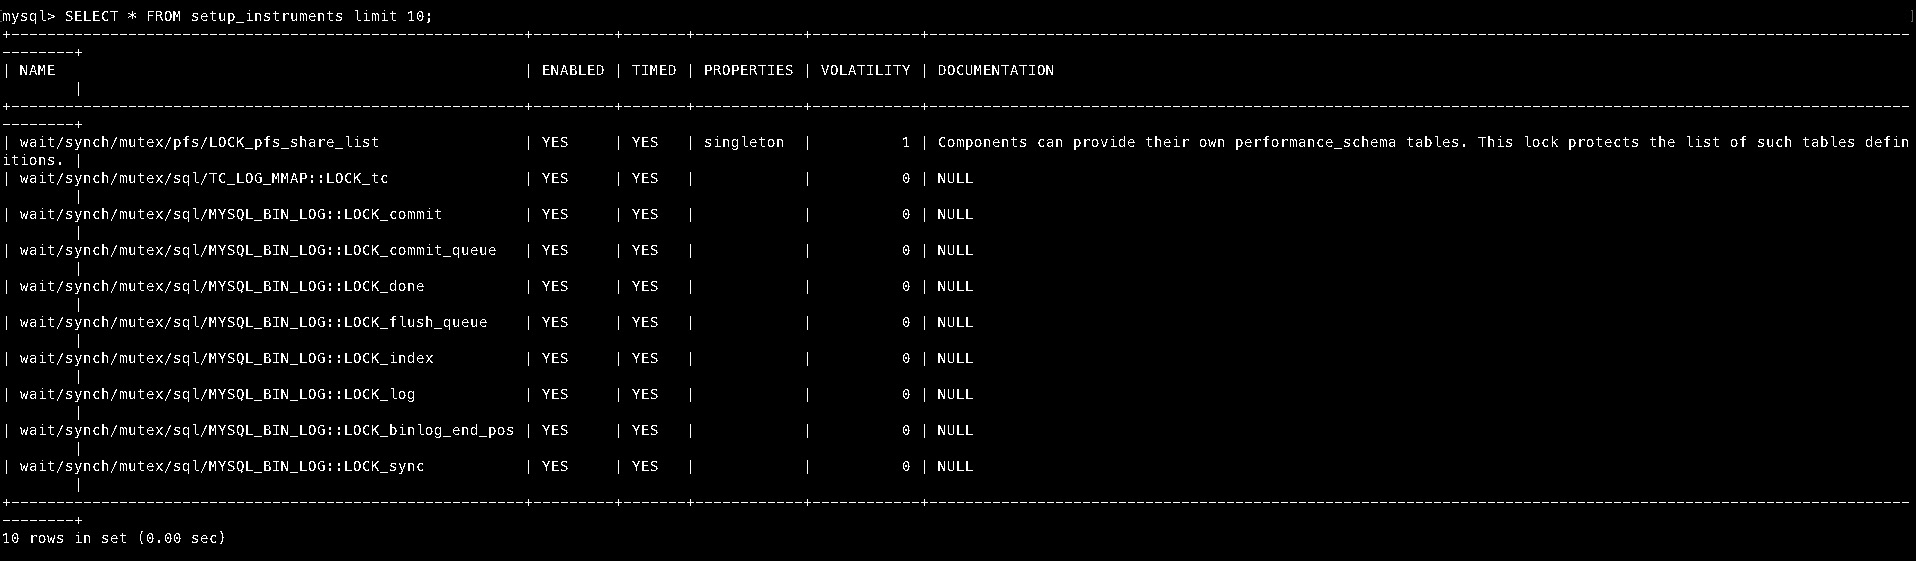 mysql> SELECT * FROM setup_instruments limit 10;
+---------------------------------------------------------+---------+-------+------------+------------+-------------------------------------------------------------------------------------------------------------
--------+
| NAME                                                    | ENABLED | TIMED | PROPERTIES | VOLATILITY | DOCUMENTATION
        |
+---------------------------------------------------------+---------+-------+------------+------------+-------------------------------------------------------------------------------------------------------------
--------+
| wait/synch/mutex/pfs/LOCK_pfs_share_list                | YES     | YES   | singleton  |          1 | Components can provide their own performance_schema tables. This lock protects the list of such tables defin
itions. |
| wait/synch/mutex/sql/TC_LOG_MMAP::LOCK_tc               | YES     | YES   |            |          0 | NULL
        |
| wait/synch/mutex/sql/MYSQL_BIN_LOG::LOCK_commit         | YES     | YES   |            |          0 | NULL
        |
| wait/synch/mutex/sql/MYSQL_BIN_LOG::LOCK_commit_queue   | YES     | YES   |            |          0 | NULL
        |
| wait/synch/mutex/sql/MYSQL_BIN_LOG::LOCK_done           | YES     | YES   |            |          0 | NULL
        |
| wait/synch/mutex/sql/MYSQL_BIN_LOG::LOCK_flush_queue    | YES     | YES   |            |          0 | NULL
        |
| wait/synch/mutex/sql/MYSQL_BIN_LOG::LOCK_index          | YES     | YES   |            |          0 | NULL
        |
| wait/synch/mutex/sql/MYSQL_BIN_LOG::LOCK_log            | YES     | YES   |            |          0 | NULL
        |
| wait/synch/mutex/sql/MYSQL_BIN_LOG::LOCK_binlog_end_pos | YES     | YES   |            |          0 | NULL
        |
| wait/synch/mutex/sql/MYSQL_BIN_LOG::LOCK_sync           | YES     | YES   |            |          0 | NULL
        |
+---------------------------------------------------------+---------+-------+------------+------------+-------------------------------------------------------------------------------------------------------------
--------+
10 rows in set (0.00 sec)